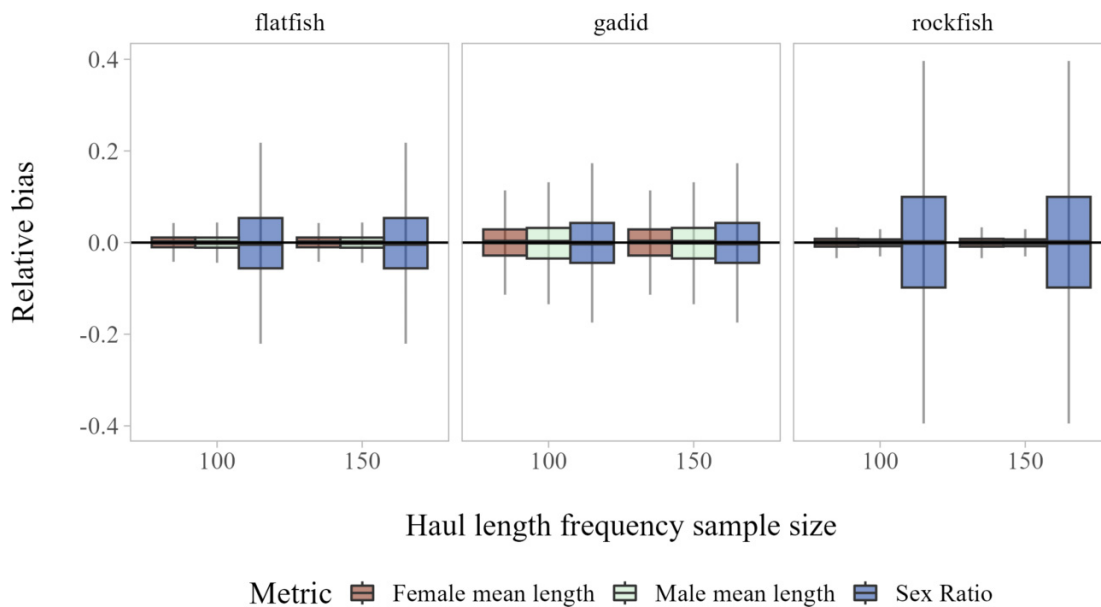 flatfish gadid rockfish
0.4
0.2
0.0
-0.2
-0.4
Relative bias
100 150 100 150 100 150
Haul length frequency sample size
Metric Female mean length Male mean length Sex Ratio